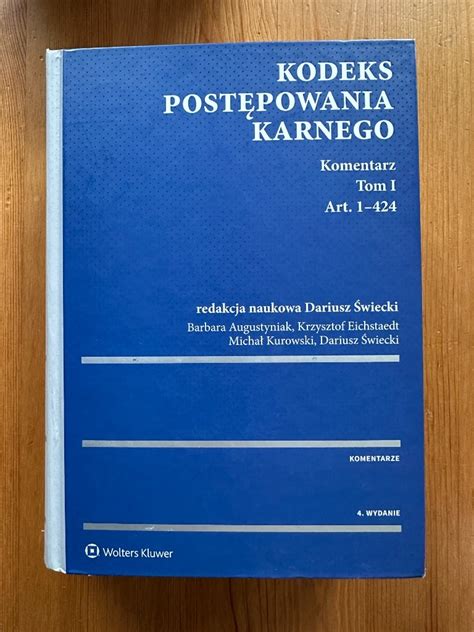 KODEKS
POSTĘPOWANIA
KARNEGO
Komentarz
Tom I
Art. 1–424
redakcja naukowa Dariusz Świecki
Barbara Augustyniak, Krzysztof Eichstaedt
Michał Kurowski, Dariusz Świecki
KOMENTARZE
4. WYDANIE
Wolters Kluwer